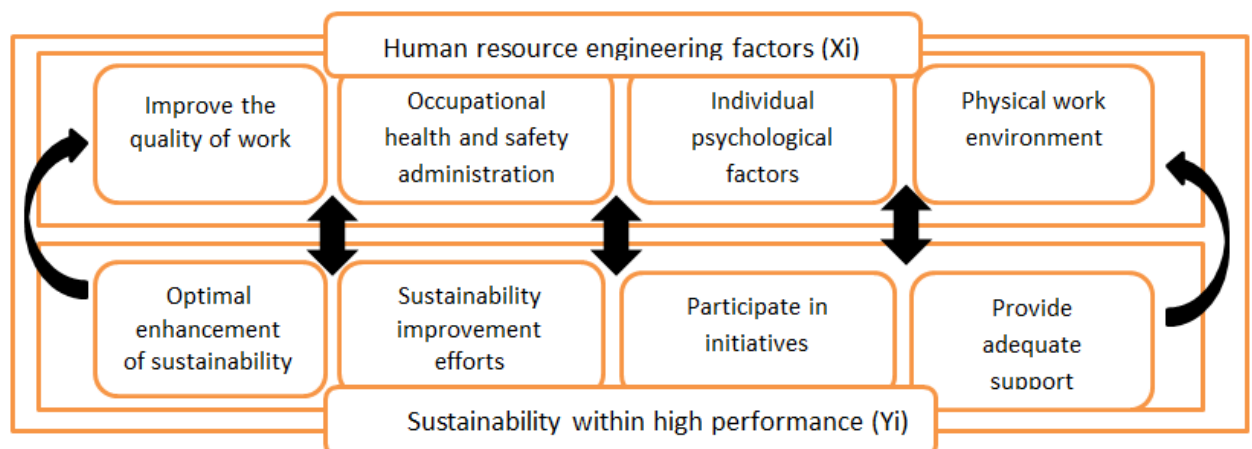 Human resource engineering factors (Xi)
Improve the
quality of work
Occupational
health and safety
administration
Individual
psychological
factors
Physical work
environment
Optimal
enhancement
of sustainability
Sustainability
improvement
efforts
Participate in
initiatives
Provide
adequate
support
Sustainability within high performance (Yi)